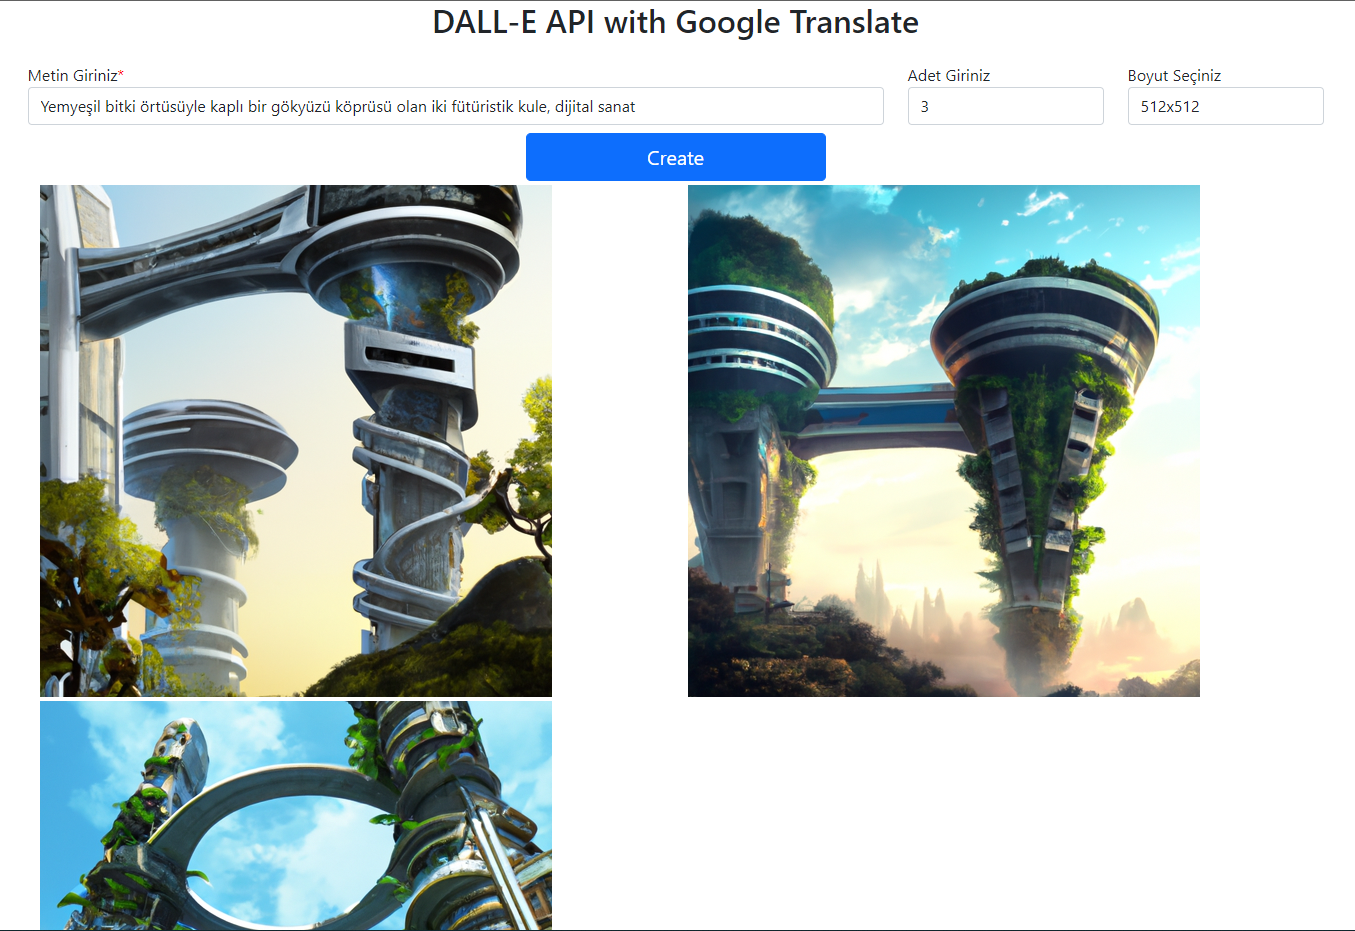 DALL-E API with Google Translate
Metin Giriniz*
Adet Giriniz
Boyut Seçiniz
Yemyeşil bitki örtüsüyle kaplı bir gökyüzü köprüsü olan iki fütüristik kule, dijital sanat
3
512x512
Create